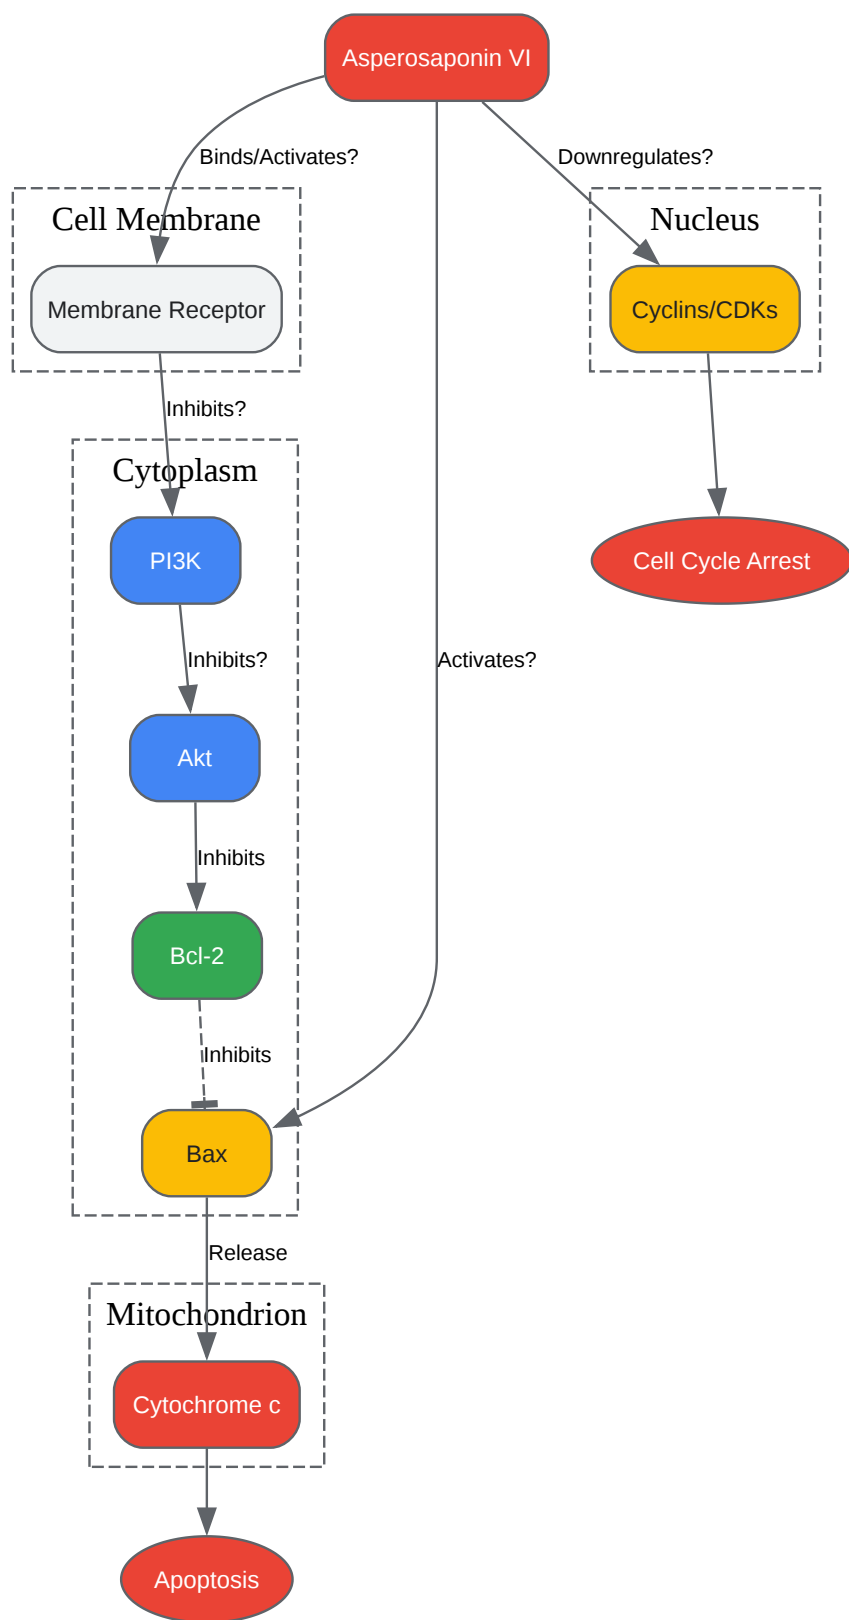 Asperosaponin VI
Binds/Activates?
Downregulates?
Cell Membrane
Nucleus
Membrane Receptor
Cyclins/CDKs
Inhibits?
Cytoplasm
PI3K
Cell Cycle Arrest
Inhibits?
Activates?
Akt
Inhibits
Bcl-2
Inhibits
Bax
Release
Mitochondrion
Cytochrome c
Apoptosis